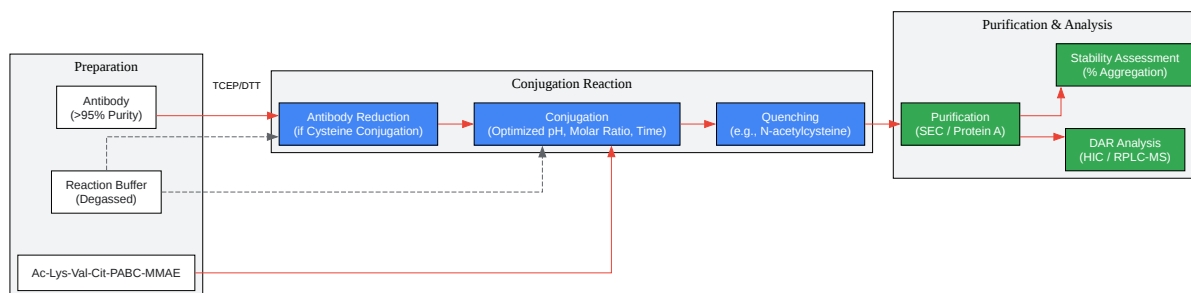 Preparation
Antibody
(>95% Purity)
Reaction Buffer
(Degassed)
Ac-Lys-Val-Cit-PABC-MMAE
TCEP/DTT
Conjugation Reaction
Antibody Reduction
(if Cysteine Conjugation)
Conjugation
(Optimized pH, Molar Ratio, Time)
Quenching
(e.g., N-acetylcysteine)
Purification & Analysis
Purification
(SEC / Protein A)
Stability Assessment
(% Aggregation)
DAR Analysis
(HIC / RPLC-MS)